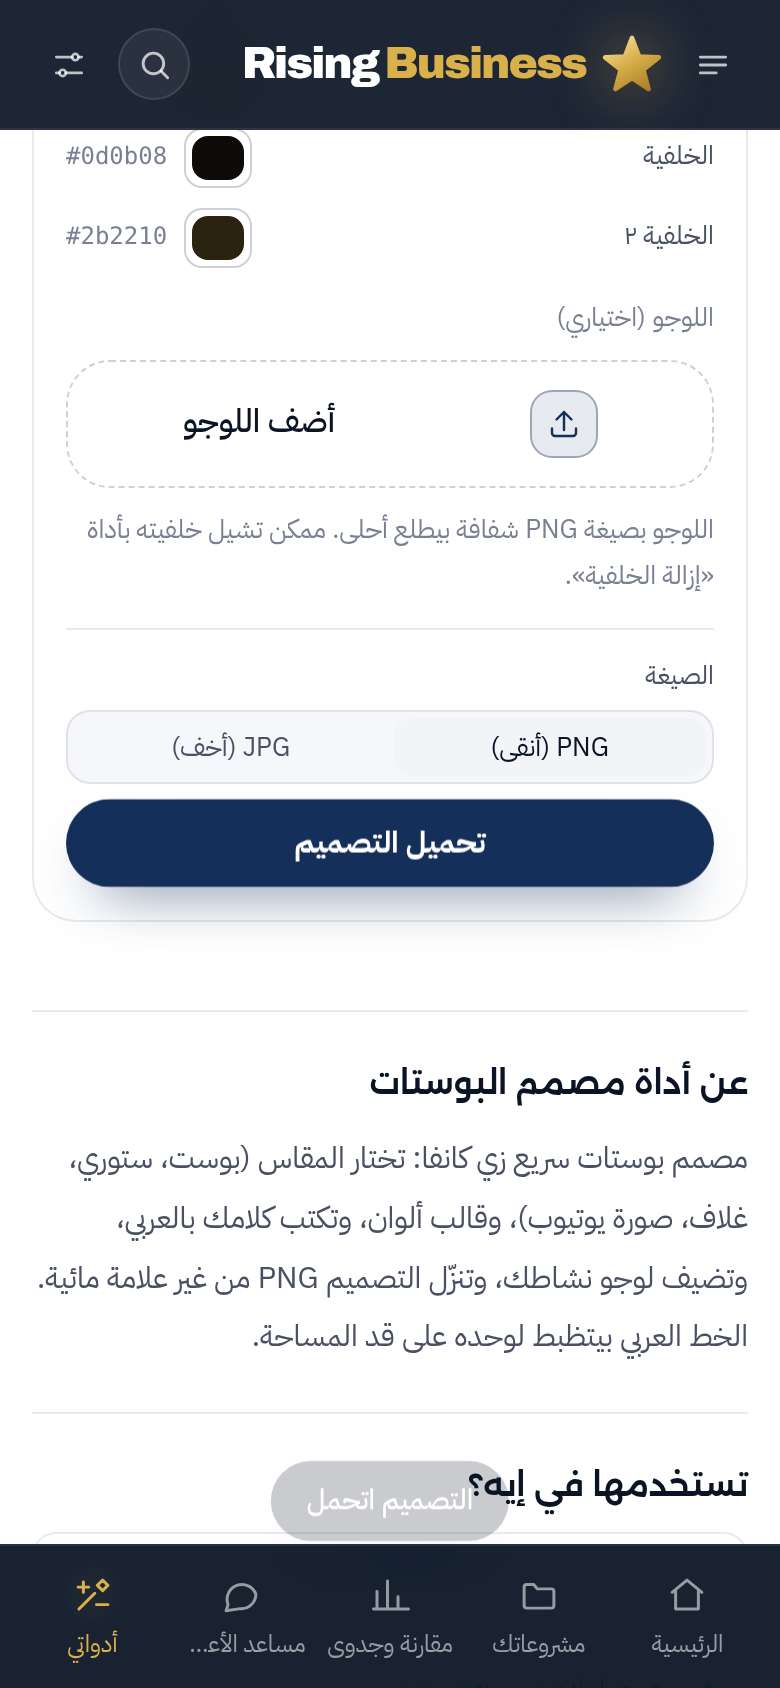 Rising Business
الخلفية
#0d0b08
الخلفية ٢
#2b2210
اللوجو (اختياري)
أضف اللوجو
اللوجو بصيغة PNG شفافة بيطلع أحلى. ممكن تشيل خلفيته بأداة
«إزالة الخلفية».
الصيغة
PNG (أنقى)
JPG (أخف)
تحميل التصميم
عن أداة مصمم البوستات
مصمم بوستات سريع زي كانفا: تختار المقاس (بوست، ستوري،
غلاف، صورة يوتيوب)، وقالب ألوان، وتكتب كلامك بالعربي،
وتضيف لوجو نشاطك، وتنزّل التصميم PNG من غير علامة مائية.
الخط العربي بيتظبط لوحده على قد المساحة.
تستخدمها في إيه؟
التصميم اتحمل
الرئيسية
مشروعاتك
مقارنة وجدوى
مساعد الأعـ...
أدواتي